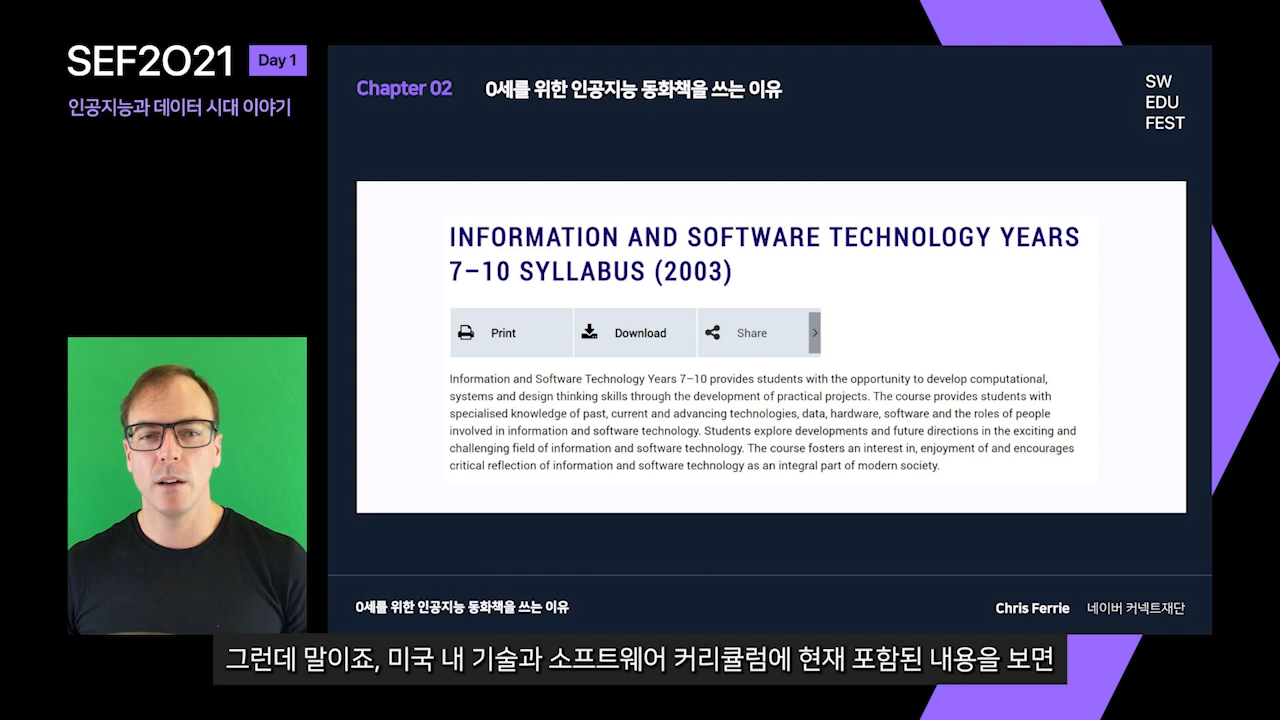 SEF2021 Day 1
인공지능과 데이터 시대 이야기
Chapter 02 0세를 위한 인공지능 동화책을 쓰는 이유
SW
EDU
FEST
INFORMATION AND SOFTWARE TECHNOLOGY YEARS
7–10 SYLLABUS (2003)
Print Download Share
Information and Software Technology Years 7–10 provides students with the opportunity to develop computational,
systems and design thinking skills through the development of practical projects. The course provides students with
specialised knowledge of past, current and advancing technologies, data, hardware, software and the roles of people
involved in information and software technology. Students explore developments and future directions in the exciting and
challenging field of information and software technology. The course fosters an interest in, enjoyment of and encourages
critical reflection of information and software technology as an integral part of modern society.
0세를 위한 인공지능 동화책을 쓰는 이유
Chris Ferrie 네이버 커넥트재단
그런데 말이죠, 미국 내 기술과 소프트웨어 커리큘럼에 현재 포함된 내용을 보면